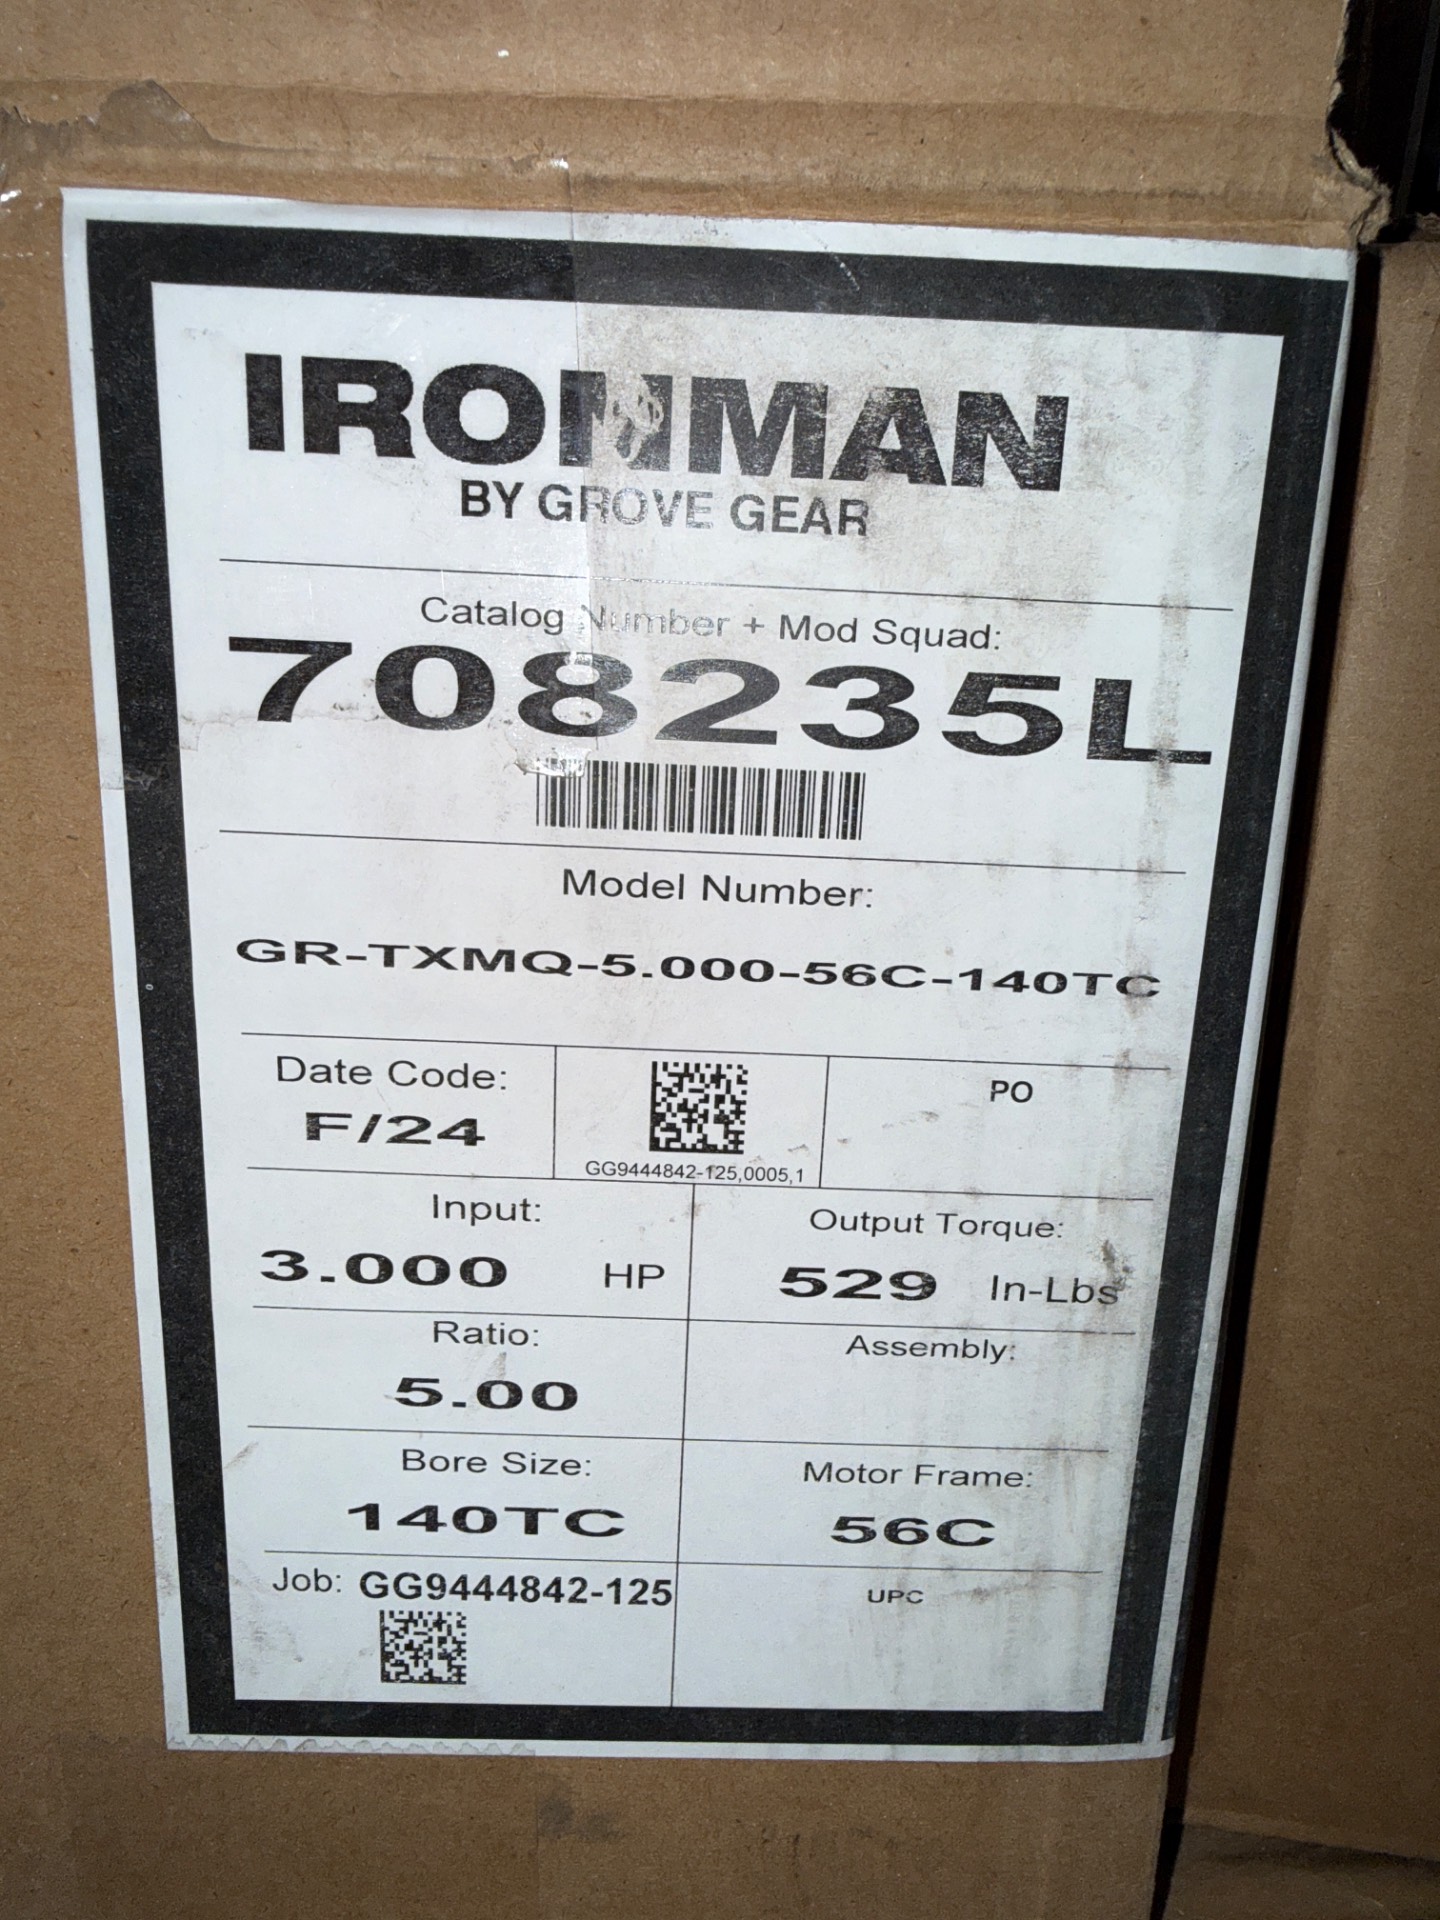 IRONMAN
BY GROVE GEAR
Catalog Number + Mod Squad:
708235L
Model Number:
GR-TXMQ-5.000-56C-140TC
Date Code:
F/24
GG9444842-125,0005,1
PO
Input:
3.000 HP
Output Torque:
529 In-Lbs
Ratio:
5.00
Assembly:
Bore Size:
140TC
Motor Frame:
56C
Job: GG9444842-125
UPC